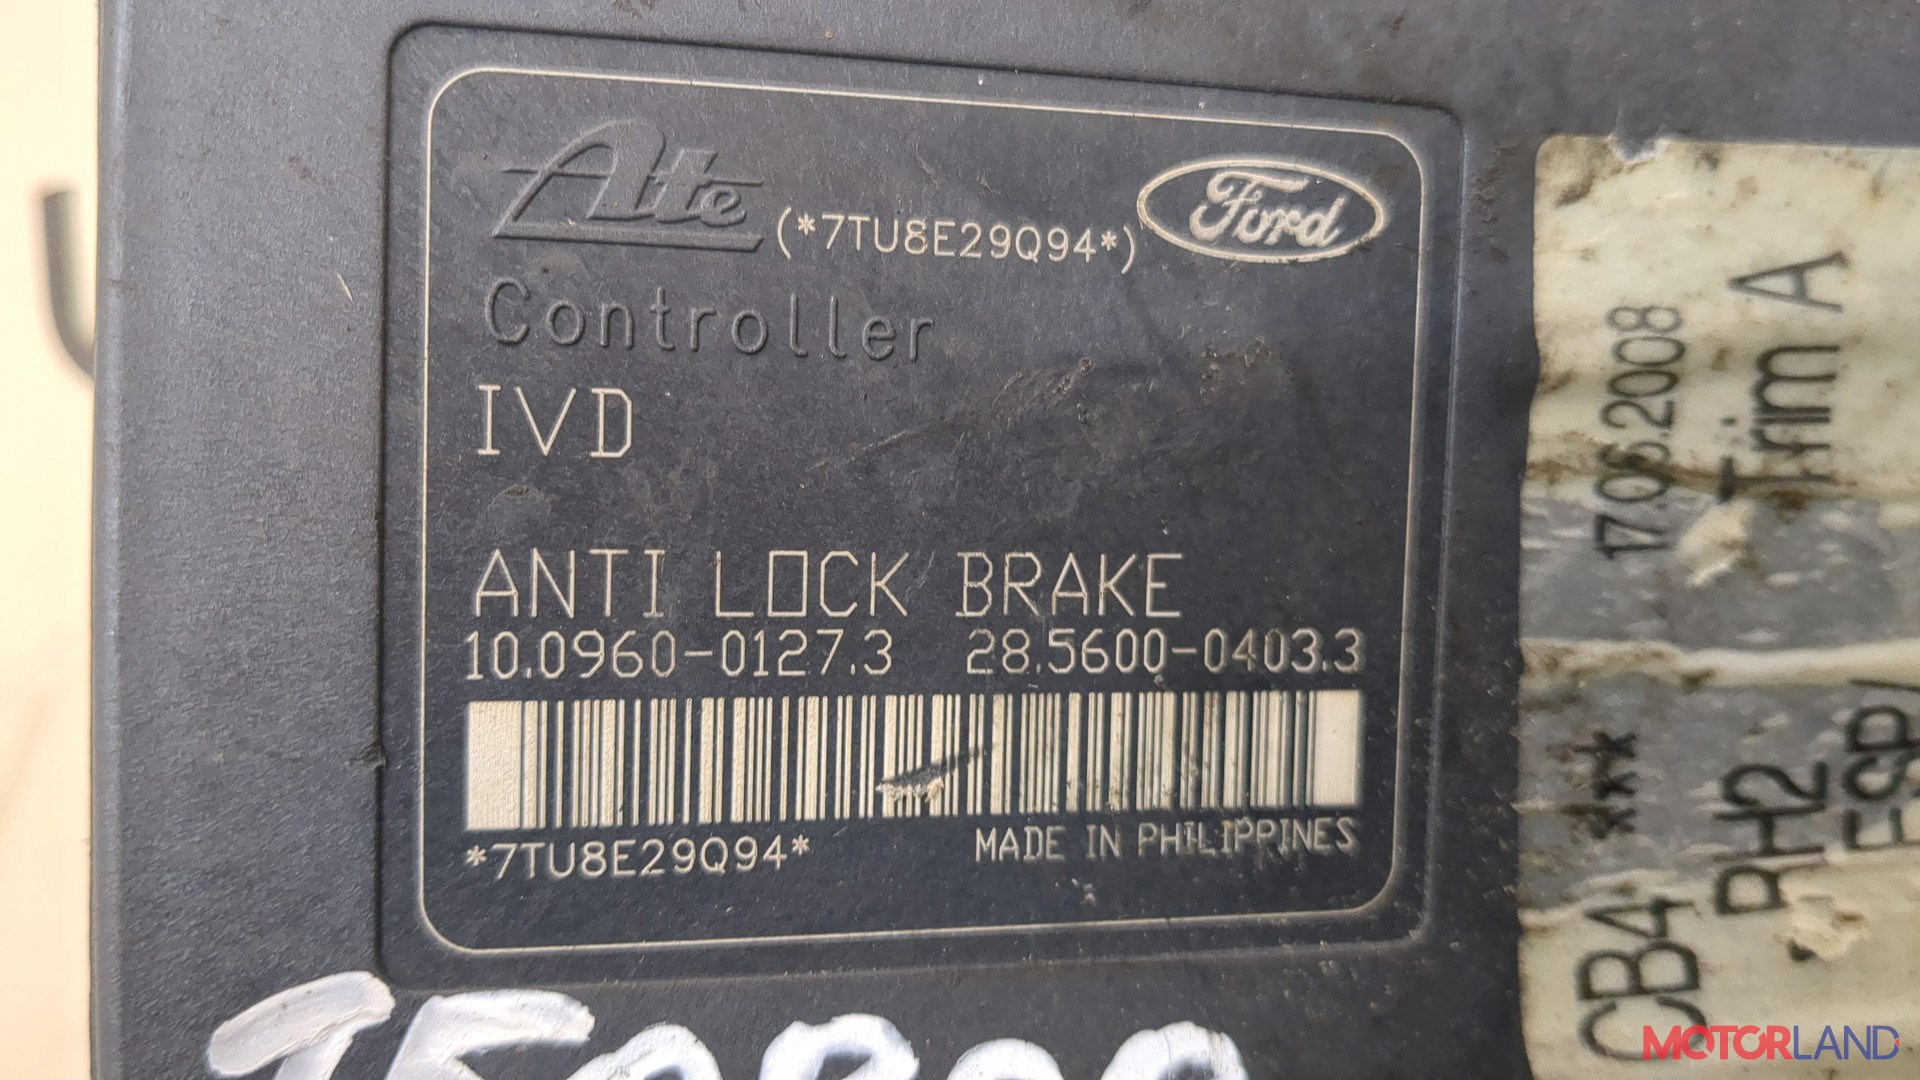 Ate
(*7TU8E29Q94*)
Ford
Controller
IVD
ANTI LOCK BRAKE
10.0960-0127.3 28.5600-0403.3
*7TU8E29Q94*
MADE IN PHILIPPINES
17.06.2008
Trim A
***
RH2
ESP/
CB4
MOTORLAND